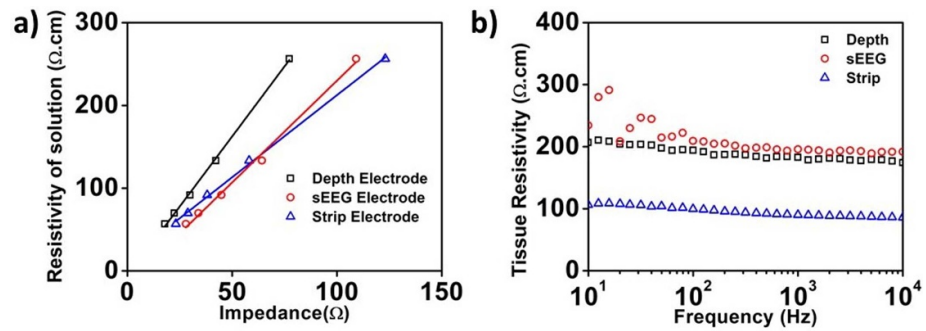 a)
Resistivity of solution (Ω.cm)
300
200
100
0
0
50
100
150
Impedance(Ω)
Depth Electrode
sEEG Electrode
Strip Electrode
b)
Tissue Resistivity (Ω.cm)
400
300
200
100
0
10¹
10²
10³
10⁴
Frequency (Hz)
Depth
sEEG
Strip